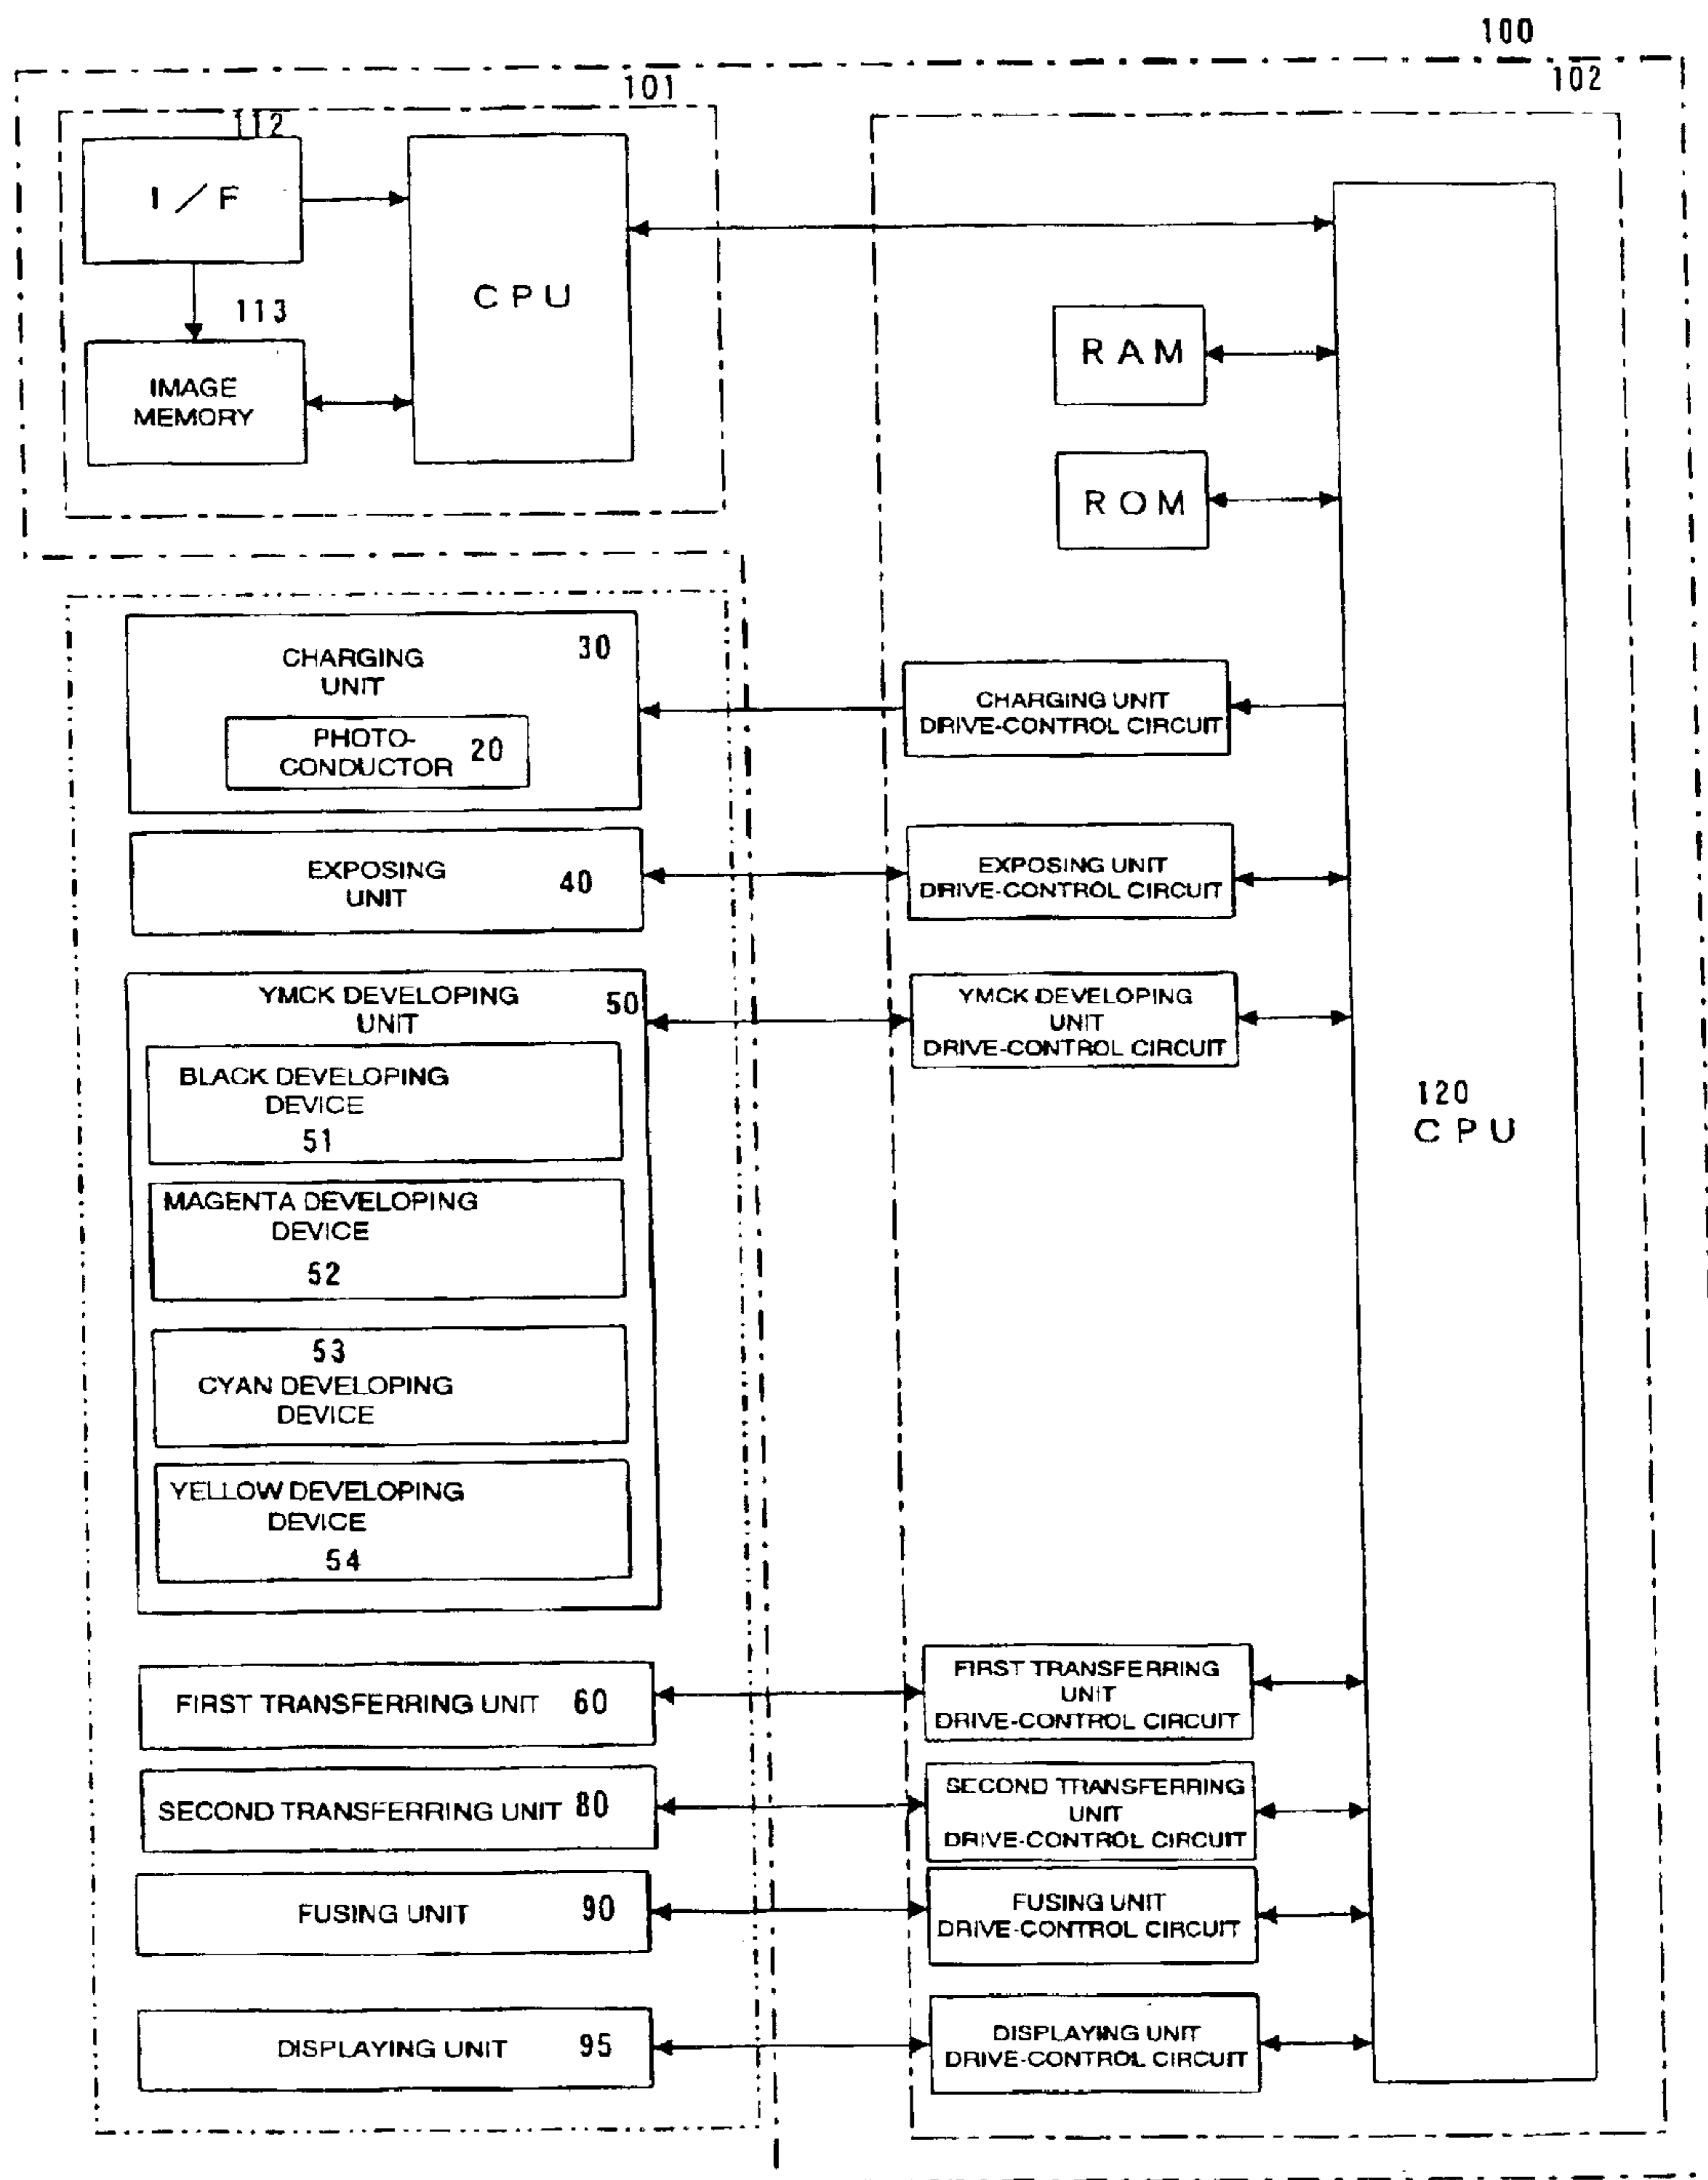 100
101
102
112
I/F
CPU
113
IMAGE
MEMORY
RAM
ROM
CHARGING
UNIT
30
PHOTO-
CONDUCTOR
20
CHARGING UNIT
DRIVE-CONTROL CIRCUIT
EXPOSING
UNIT
40
EXPOSING UNIT
DRIVE-CONTROL CIRCUIT
YMCK DEVELOPING
UNIT
50
YMCK DEVELOPING
UNIT
DRIVE-CONTROL CIRCUIT
BLACK DEVELOPING
DEVICE
51
120
CPU
MAGENTA DEVELOPING
DEVICE
52
53
CYAN DEVELOPING
DEVICE
YELLOW DEVELOPING
DEVICE
54
FIRST TRANSFERRING UNIT 60
FIRST TRANSFERRING
UNIT
DRIVE-CONTROL CIRCUIT
SECOND TRANSFERRING UNIT 80
SECOND TRANSFERRING
UNIT
DRIVE-CONTROL CIRCUIT
FUSING UNIT 90
FUSING UNIT
DRIVE-CONTROL CIRCUIT
DISPLAYING UNIT 95
DISPLAYING UNIT
DRIVE-CONTROL CIRCUIT